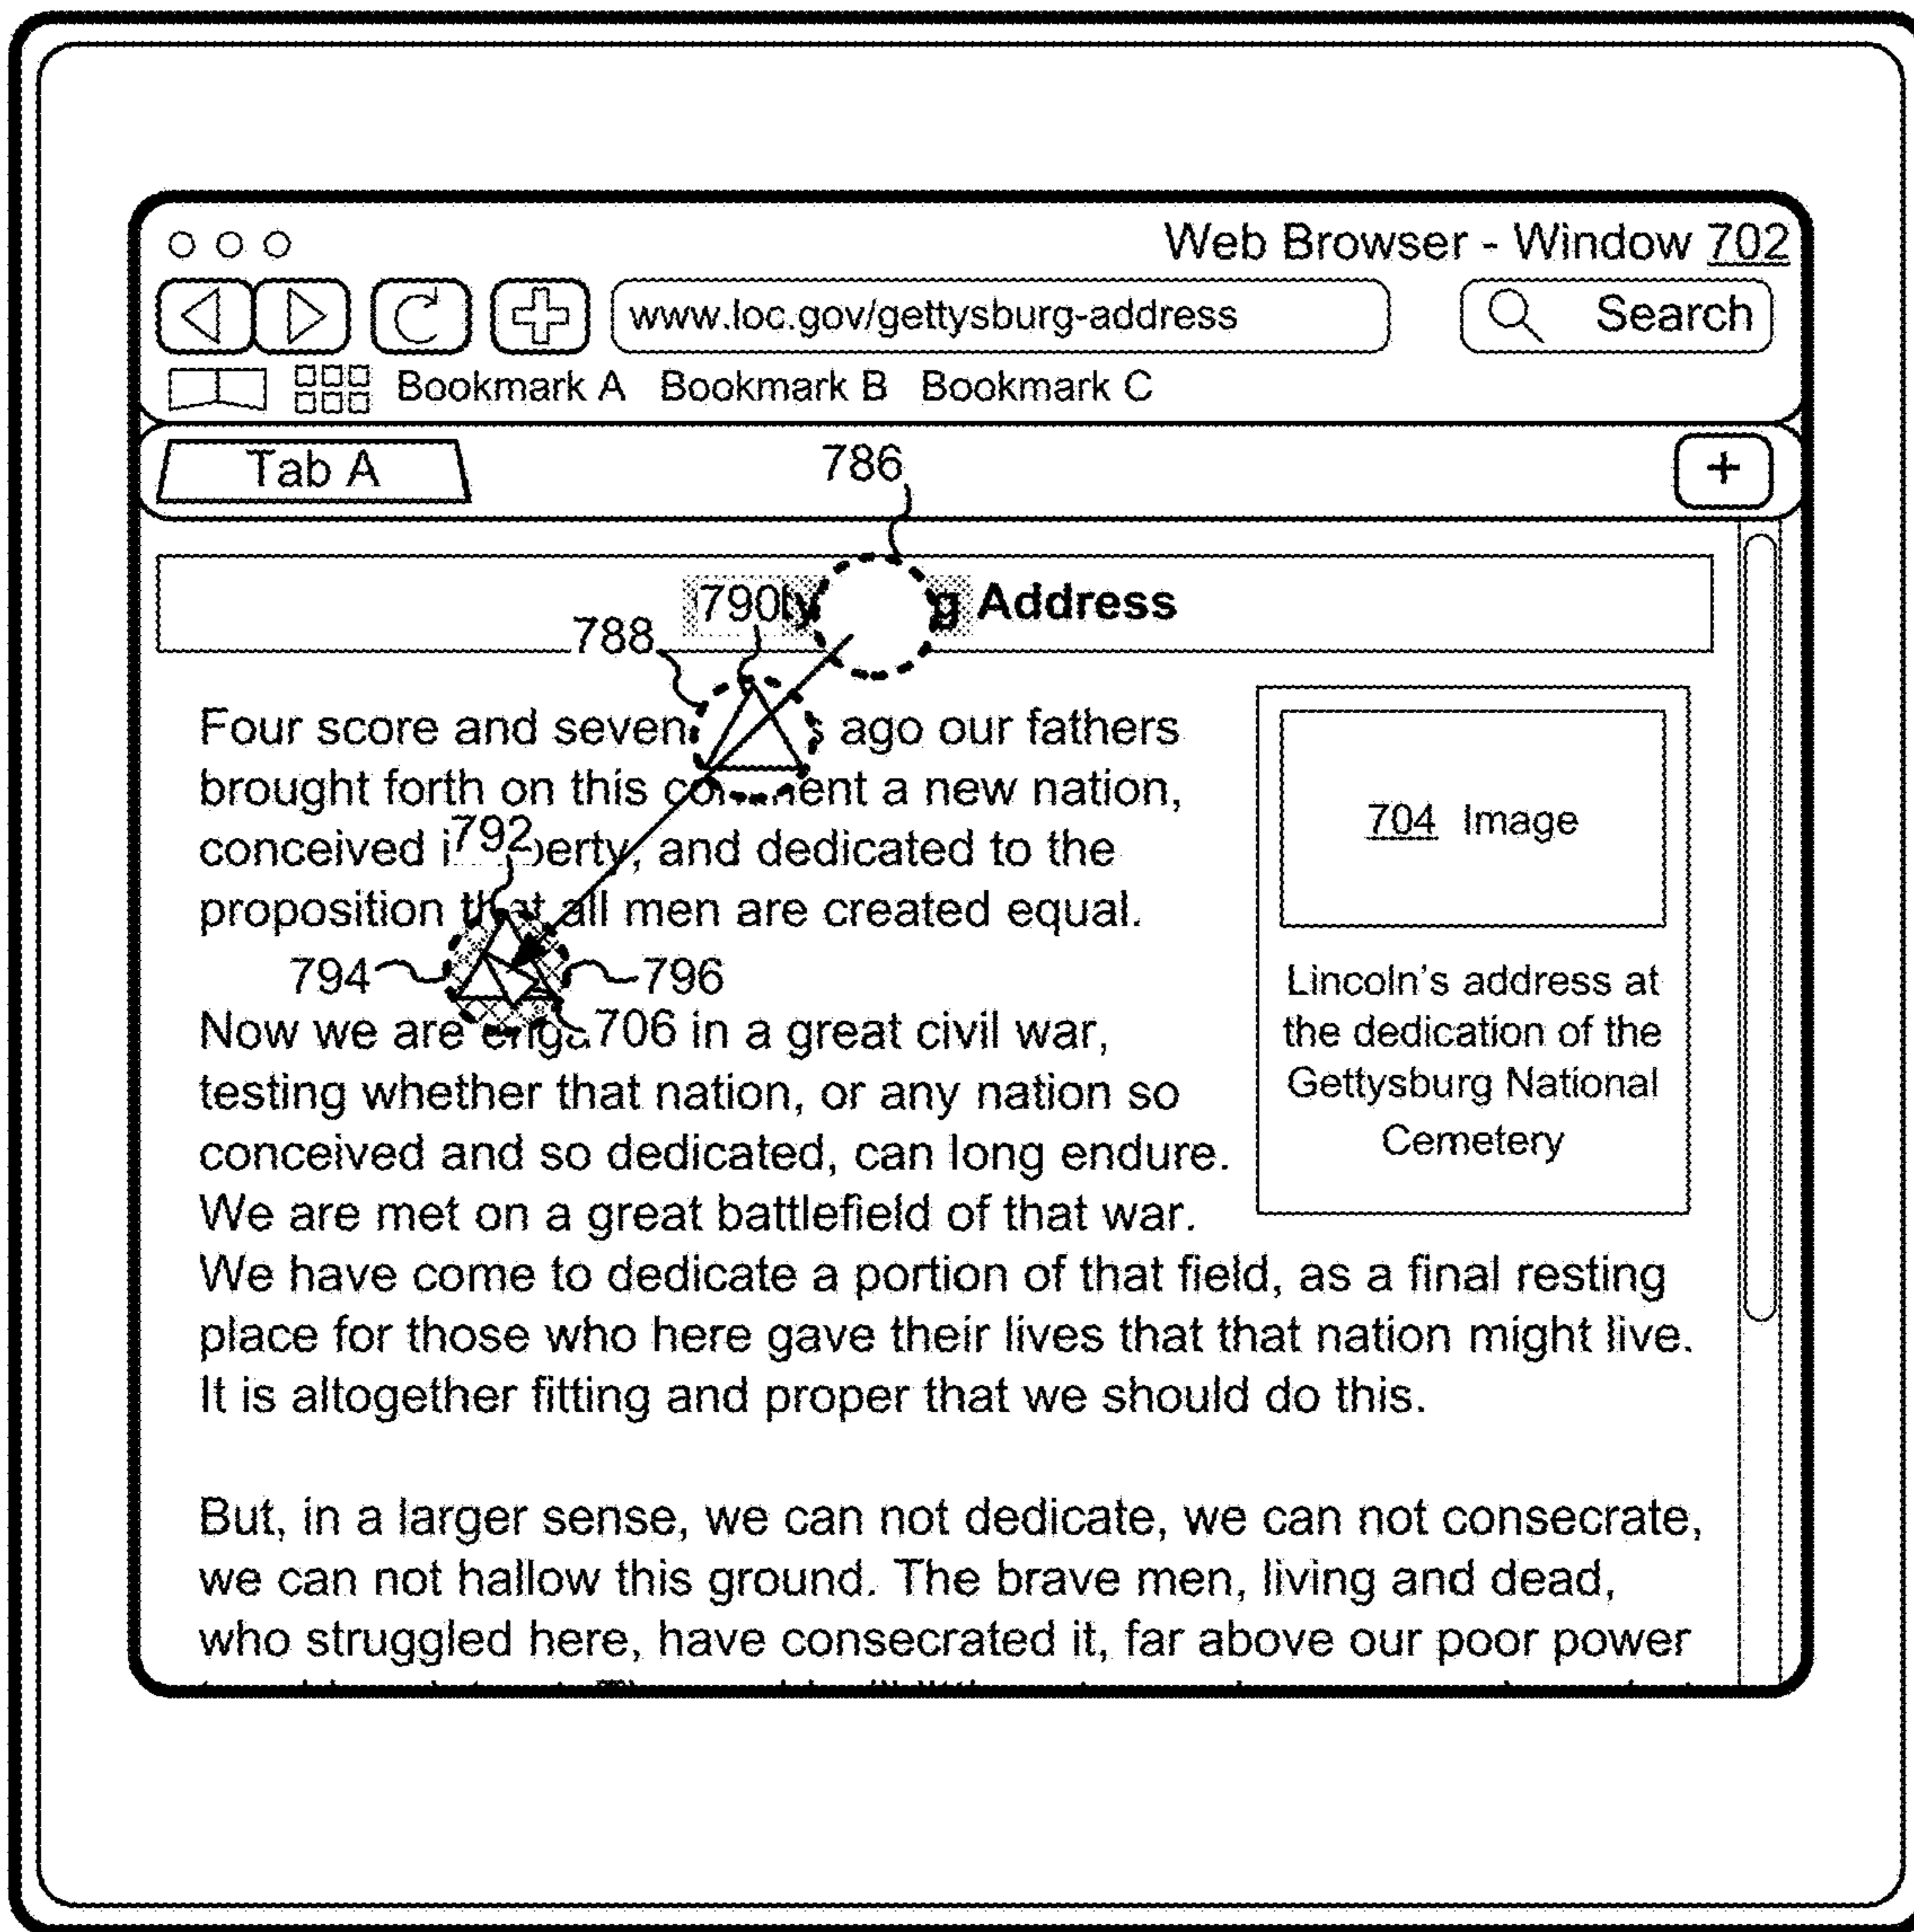 Web Browser - Window 702
www.loc.gov/gettysburg-address
Search
Bookmark A Bookmark B Bookmark C
Tab A
786
+
790 Address
788
Four score and seven ago our fathers
brought forth on this a new nation,
792
conceived and dedicated to the
proposition that all men are created equal.
794 796
Now we are 706 in a great civil war,
testing whether that nation, or any nation so
conceived and so dedicated, can long endure.
We are met on a great battlefield of that war.
We have come to dedicate a portion of that field, as a final resting
place for those who here gave their lives that that nation might live.
It is altogether fitting and proper that we should do this.
704 Image
Lincoln's address at
the dedication of the
Gettysburg National
Cemetery
But, in a larger sense, we can not dedicate, we can not consecrate,
we can not hallow this ground. The brave men, living and dead,
who struggled here, have consecrated it, far above our poor power